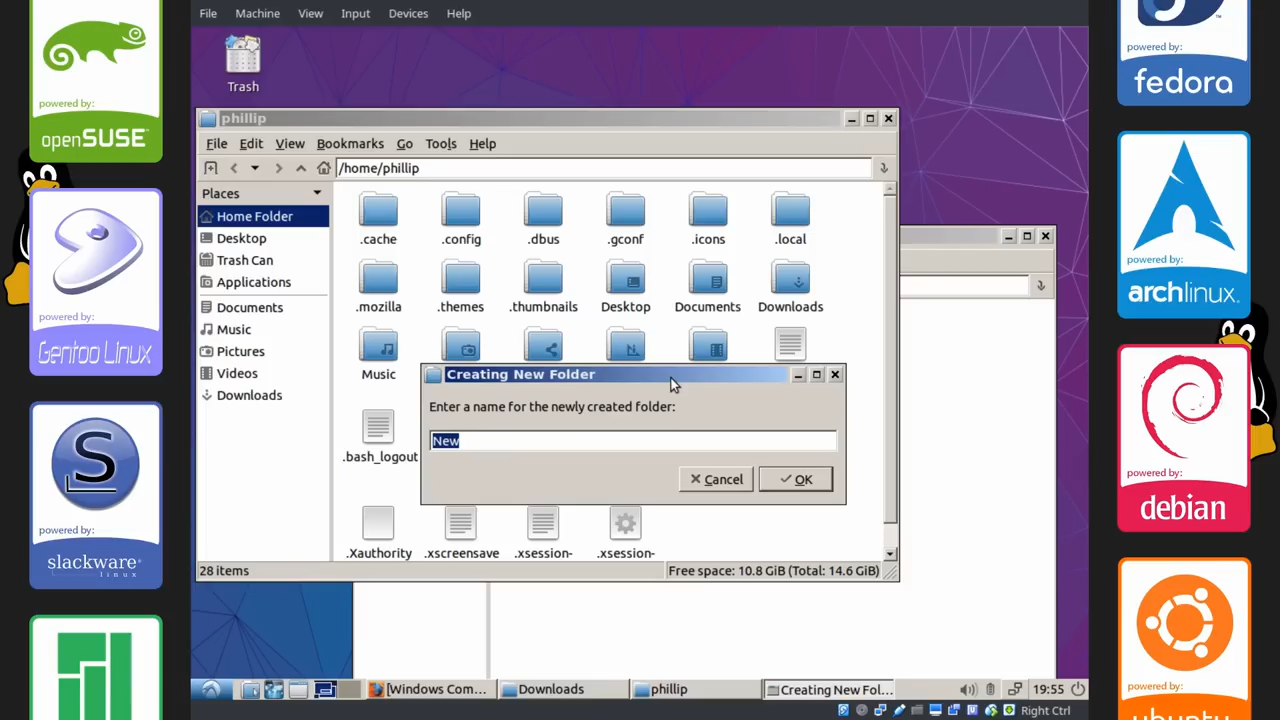 File Machine View Input Devices Help
Trash
phillip
File Edit View Bookmarks Go Tools Help
/home/phillip
Places
Home Folder
Desktop
Trash Can
Applications
Documents
Music
Pictures
Videos
Downloads
.cache .config .dbus .gconf .icons .local
.mozilla .themes .thumbnails Desktop Documents Downloads
Music
.bash_logout
.Xauthority .xscreensave .xsession- .xsession-
Creating New Folder
Enter a name for the newly created folder:
New
Cancel OK
28 items
Free space: 10.8 GiB (Total: 14.6 GiB)
[Windows Com... Downloads phillip Creating New Fol... 19:55
Right Ctrl
powered by:
openSUSE
powered by:
Gentoo Linux
powered by:
slackware
linux
powered by:
fedora
powered by:
archlinux
powered by:
debian
powered by:
ubuntu